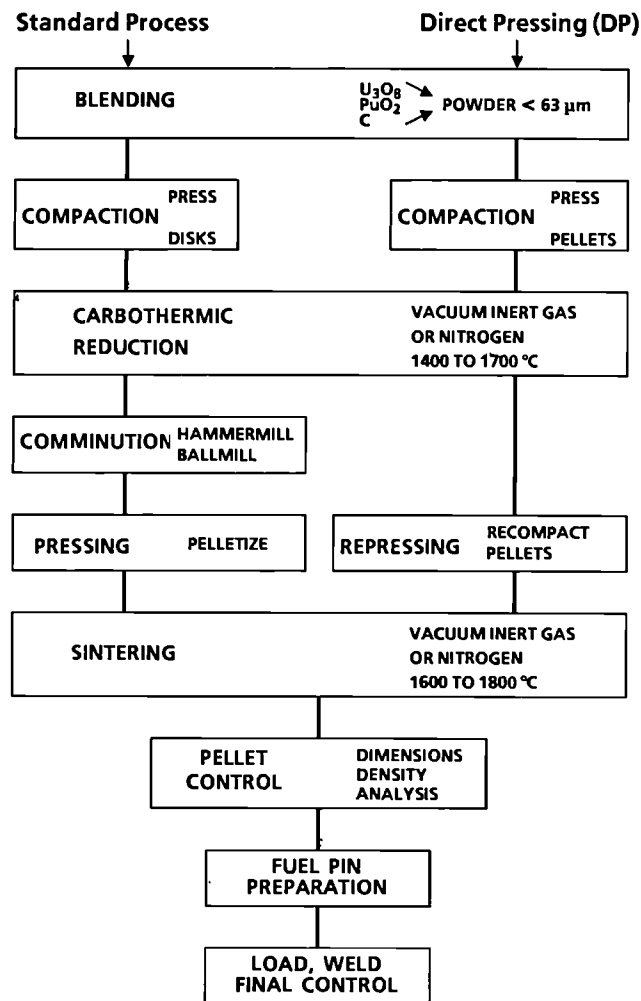 Standard Process Direct Pressing (DP)
BLENDING
U₃O₈
PuO₂ POWDER < 63 µm
C
COMPACTION PRESS
DISKS
COMPACTION PRESS
PELLETS
CARBOTHERMIC
REDUCTION
VACUUM INERT GAS
OR NITROGEN
1400 TO 1700 °C
COMMINUTION HAMMERMILL
BALLMILL
PRESSING PELLETIZE
REPRESSING RECOMPACT
PELLETS
SINTERING
VACUUM INERT GAS
OR NITROGEN
1600 TO 1800 °C
PELLET
CONTROL
DIMENSIONS
DENSITY
ANALYSIS
FUEL PIN
PREPARATION
LOAD, WELD
FINAL CONTROL